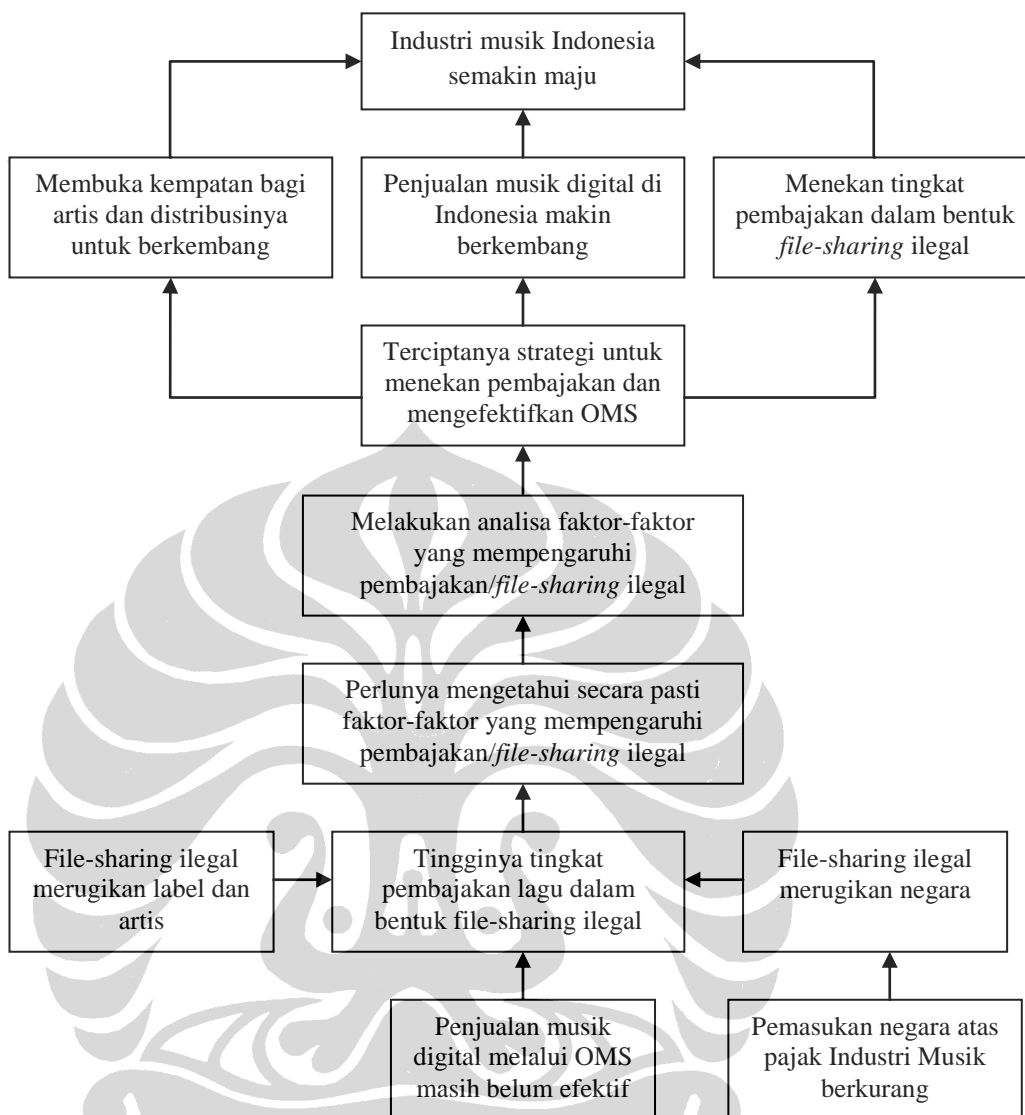 Industri musik Indonesia
semakin maju
Membuka kempatan bagi
artis dan distribusinya
untuk berkembang
Penjualan musik digital di
Indonesia makin
berkembang
Menekan tingkat
pembajakan dalam bentuk
file-sharing ilegal
Terciptanya strategi untuk
menekan pembajakan dan
mengefektifkan OMS
Melakukan analisa faktor-faktor
yang mempengaruhi
pembajakan/file-sharing ilegal
Perlunya mengetahui secara pasti
faktor-faktor yang mempengaruhi
pembajakan/file-sharing ilegal
File-sharing ilegal
merugikan label dan
artis
Tingginya tingkat
pembajakan lagu dalam
bentuk file-sharing ilegal
File-sharing ilegal
merugikan negara
Penjualan musik
digital melalui OMS
masih belum efektif
Pemasukan negara atas
pajak Industri Musik
berkurang